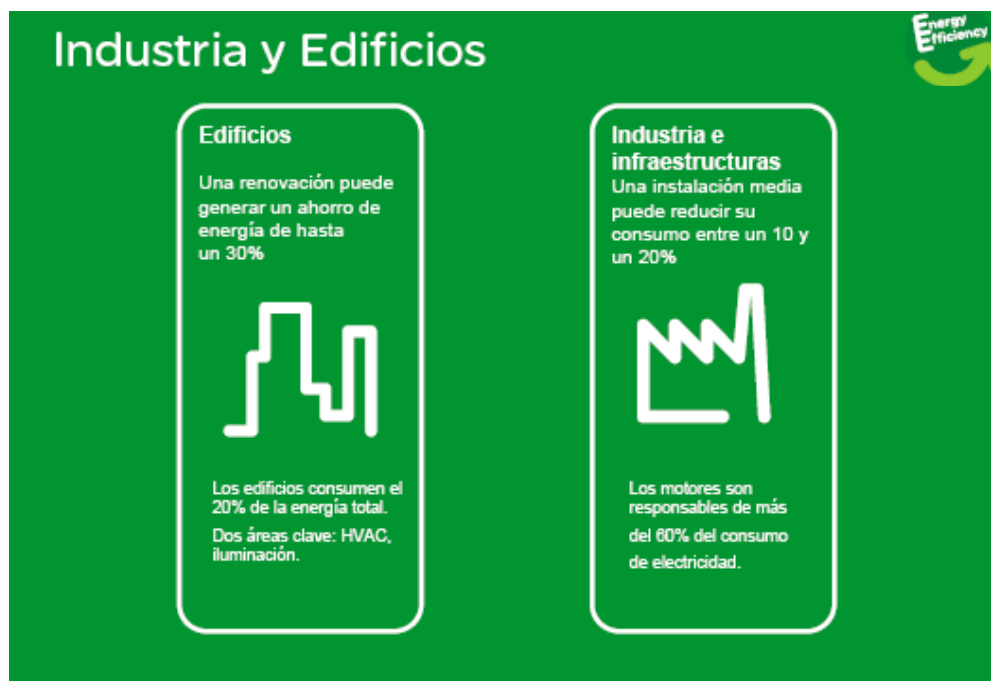 Industria y Edificios
Energy
Efficiency
Edificios
Una renovación puede
generar un ahorro de
energía de hasta
un 30%
Los edificios consumen el
20% de la energía total.
Dos áreas clave: HVAC,
iluminación.
Industria e
infraestructuras
Una instalación media
puede reducir su
consumo entre un 10 y
un 20%
Los motores son
responsables de más
del 60% del consumo
de electricidad.